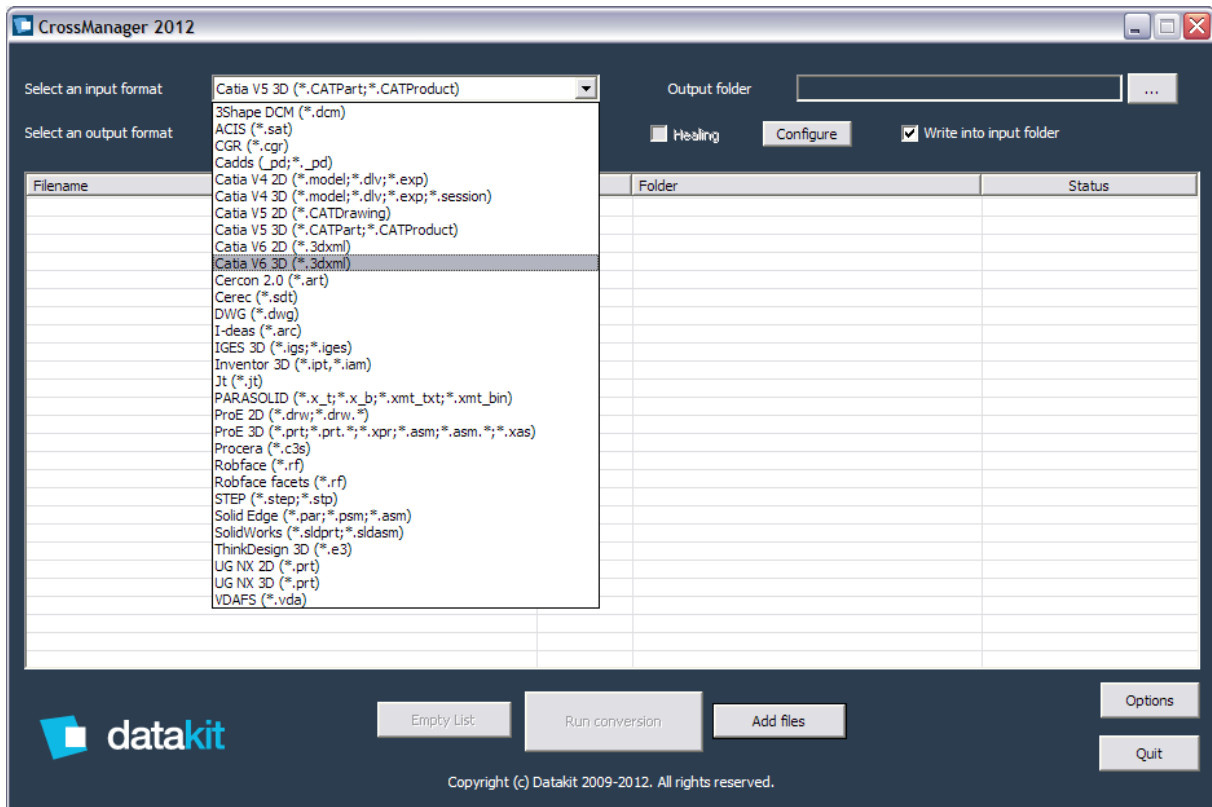 CrossManager 2012
Select an input format
Catia V5 3D (*.CATPart;*.CATProduct)
Output folder
...
Select an output format
Healing
Configure
Write into input folder
Filename
Folder
Status
3Shape DCM (*.dcm)
ACIS (*.sat)
CGR (*.cgr)
Cadds (_pd;*._pd)
Catia V4 2D (*.model;*.dlv;*.exp)
Catia V4 3D (*.model;*.dlv;*.exp;*.session)
Catia V5 2D (*.CATDrawing)
Catia V5 3D (*.CATPart;*.CATProduct)
Catia V6 2D (*.3dxml)
Catia V6 3D (*.3dxml)
Cercon 2.0 (*.art)
Cerec (*.sdt)
DWG (*.dwg)
I-deas (*.arc)
IGES 3D (*.igs;*.iges)
Inventor 3D (*.ipt,*.iam)
Jt (*.jt)
PARASOLID (*.x_t;*.x_b;*.xmt_txt;*.xmt_bin)
ProE 2D (*.drw;*.drw.*)
ProE 3D (*.prt;*.prt.*;*.xpr;*.asm;*.asm.*;*.xas)
Procera (*.c3s)
Robface (*.rf)
Robface facets (*.rf)
STEP (*.step;*.stp)
Solid Edge (*.par;*.psm;*.asm)
SolidWorks (*.sldprt;*.sldasm)
ThinkDesign 3D (*.e3)
UG NX 2D (*.prt)
UG NX 3D (*.prt)
VDAFS (*.vda)
datakit
Empty List
Run conversion
Add files
Options
Quit
Copyright (c) Datakit 2009-2012. All rights reserved.